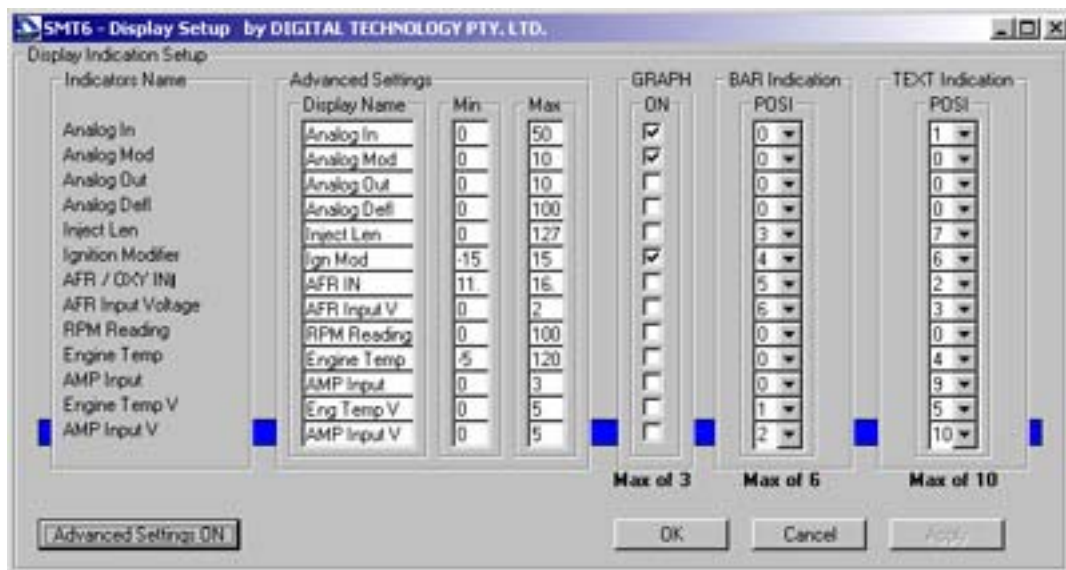 SMT6 - Display Setup by DIGITAL TECHNOLOGY PTY. LTD.
Display Indication Setup
Indicators Name Advanced Settings GRAPH BAR Indication TEXT Indication
Display Name Min Max ON POSI POSI
Analog In Analog In 0 50 0 1
Analog Mod Analog Mod 0 10 0 0
Analog Out Analog Out 0 10 0 0
Analog Defl Analog Defl 0 100 0 0
Inject Len Inject Len 0 127 3 7
Ignition Modifier Ign Mod -15 15 4 6
AFR / OXY IN AFR IN 11. 16. 5 2
AFR Input Voltage AFR Input V 0 2 6 3
RPM Reading RPM Reading 0 100 0 0
Engine Temp Engine Temp -5 120 0 4
AMP Input AMP Input 0 3 0 9
Engine Temp V Eng Temp V 0 5 1 5
AMP Input V AMP Input V 0 5 2 10
Max of 3 Max of 6 Max of 10
Advanced Settings ON OK Cancel Apply